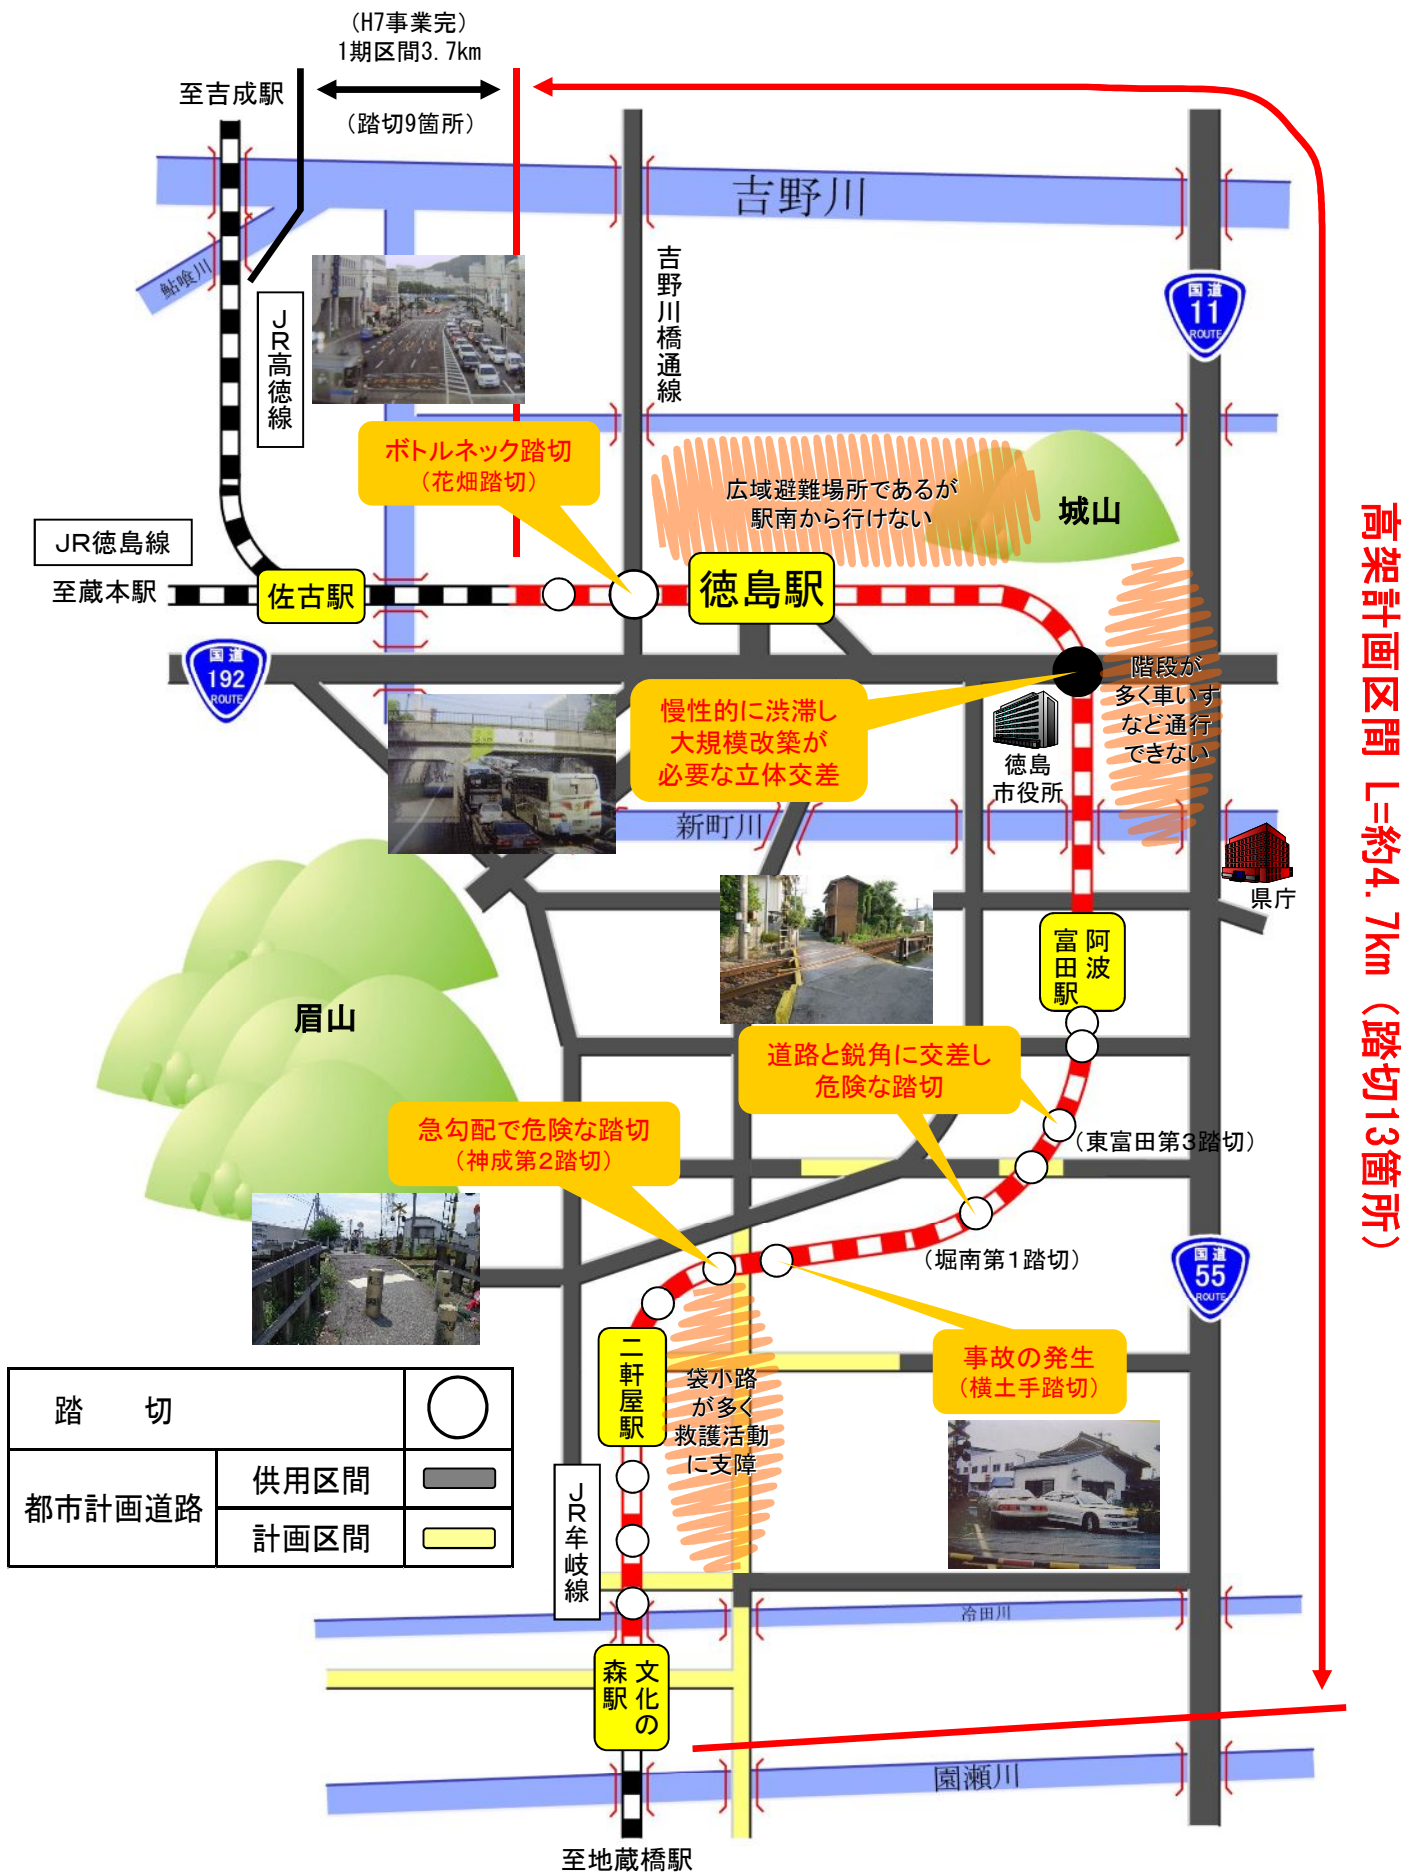 (H7事業完)
1期区間3.7km
(踏切9箇所)
至吉成駅
吉野川
鮎喰川
JR高徳線
吉野川橋通線
国道
11
ROUTE
ボトルネック踏切
(花畑踏切)
広域避難場所であるが
駅南から行けない
城山
JR徳島線
至蔵本駅
佐古駅
徳島駅
高架計画区間 L=約4.7km (踏切13箇所)
国道
192
ROUTE
慢性的に渋滞し
大規模改築が
必要な立体交差
階段が
多く車いす
など通行
できない
徳島
市役所
新町川
県庁
阿波
富田駅
眉山
道路と鋭角に交差し
危険な踏切
急勾配で危険な踏切
(神成第2踏切)
(東富田第3踏切)
(堀南第1踏切)
国道
55
ROUTE
二軒屋駅
袋小路
が多く
救護活動
に支障
事故の発生
(横土手踏切)
踏 切
都市計画道路
供用区間
計画区間
JR牟岐線
冷田川
文化の
森駅
園瀬川
至地蔵橋駅